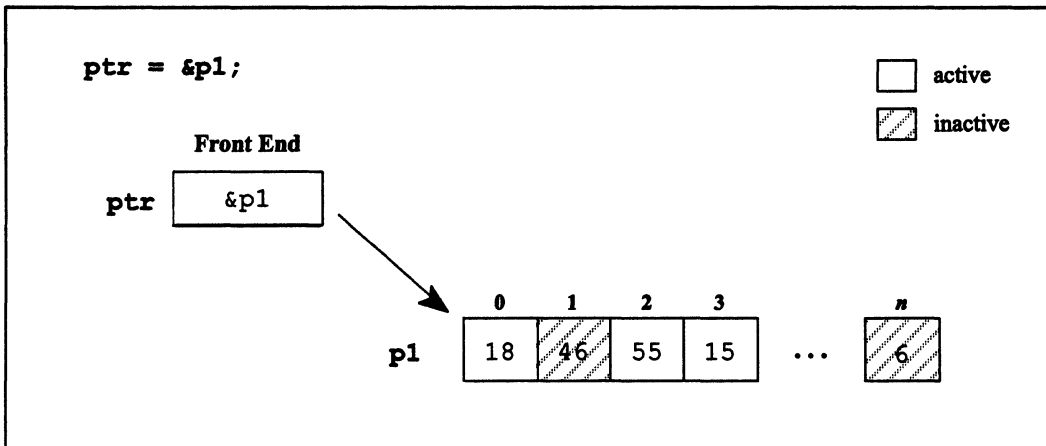 ptr = &p1;
active
inactive
Front End
ptr &p1
0 1 2 3 n
p1 18 46 55 15 ... 6